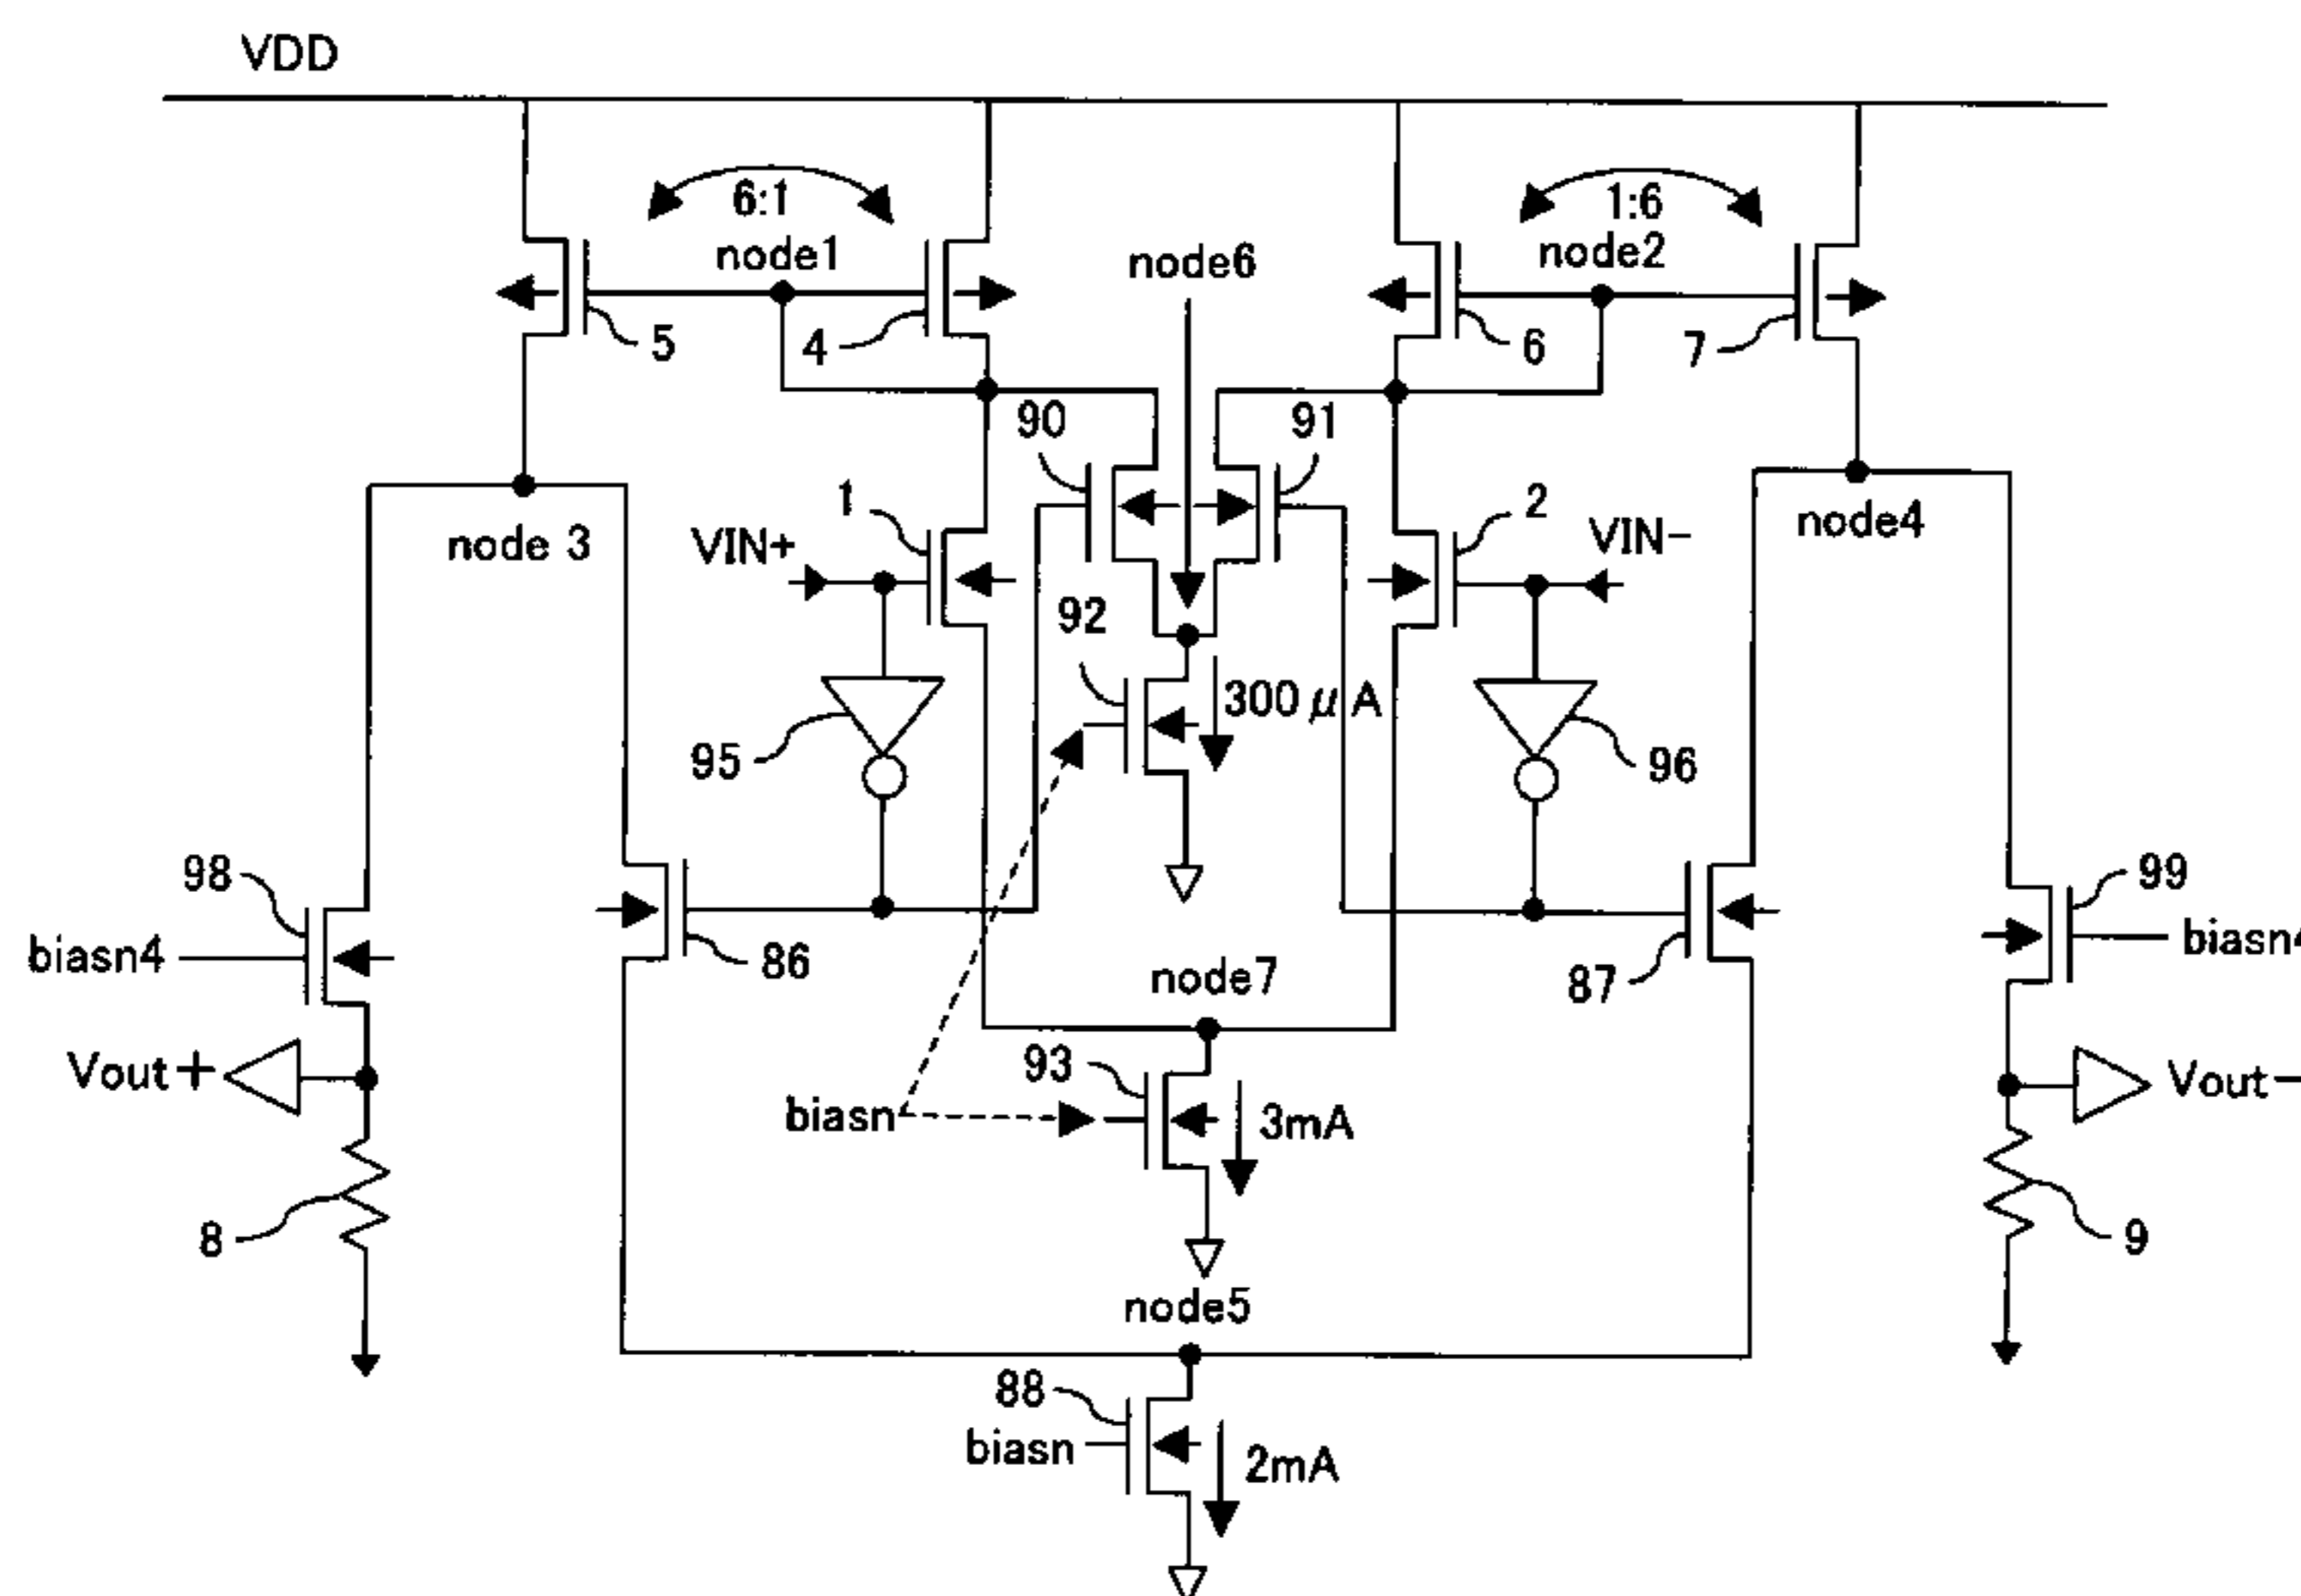 VDD
6:1
1:6
node1
node6
node2
5
4
6
7
90
91
1
2
VIN+
VIN-
node 3
node4
92
300μA
95
96
98
99
biasn4
86
87
biasn4
node7
93
Vout+
Vout-
biasn
3mA
8
9
node5
88
biasn
2mA